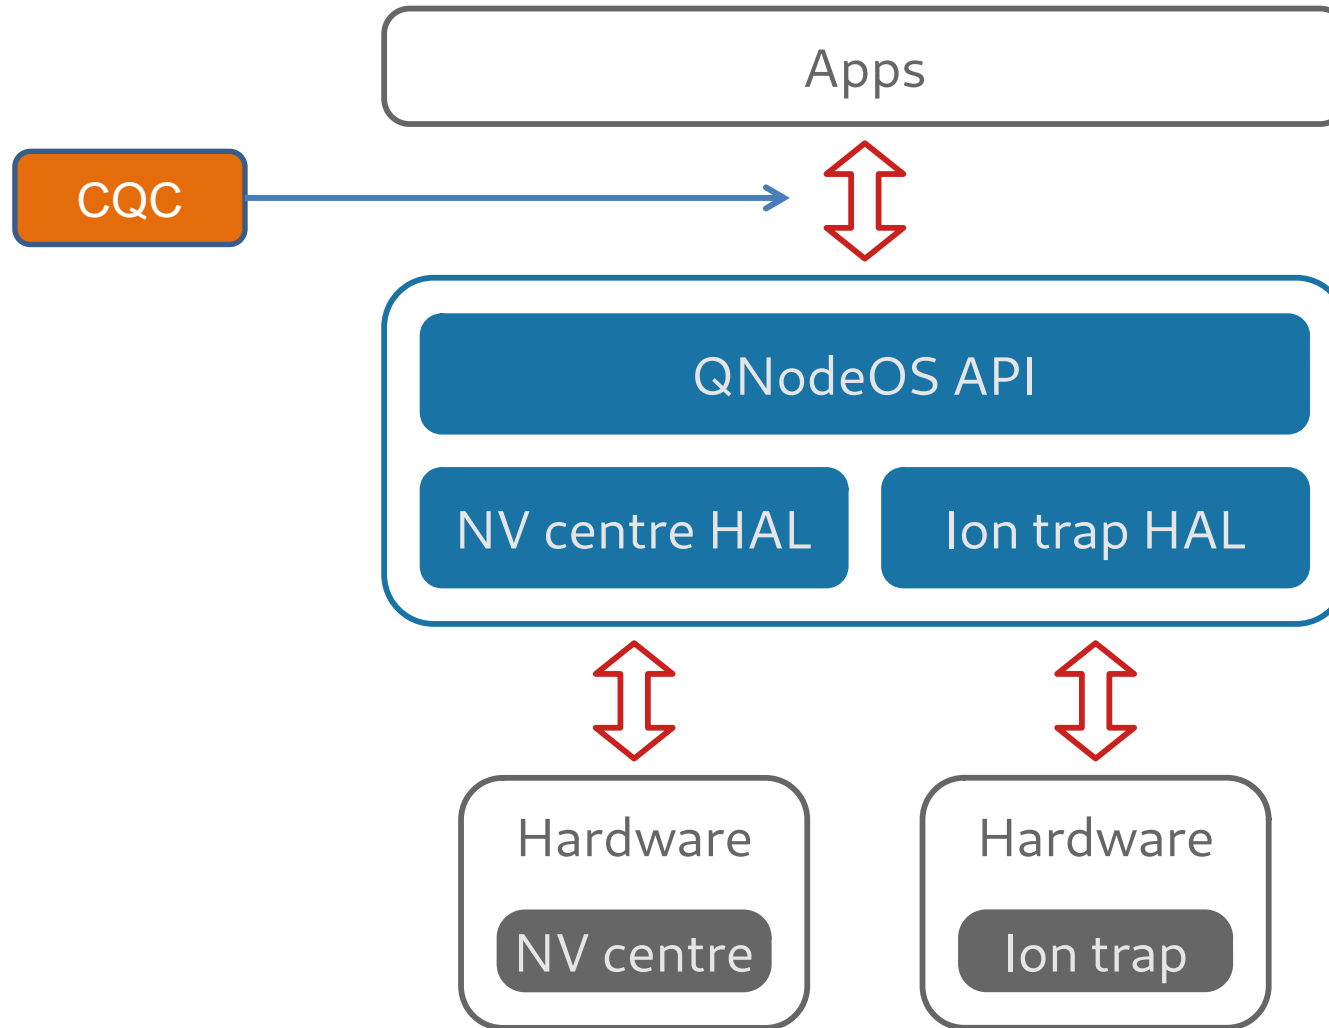 Apps
CQC
QNodeOS API
NV centre HAL
Ion trap HAL
Hardware
Hardware
NV centre
Ion trap